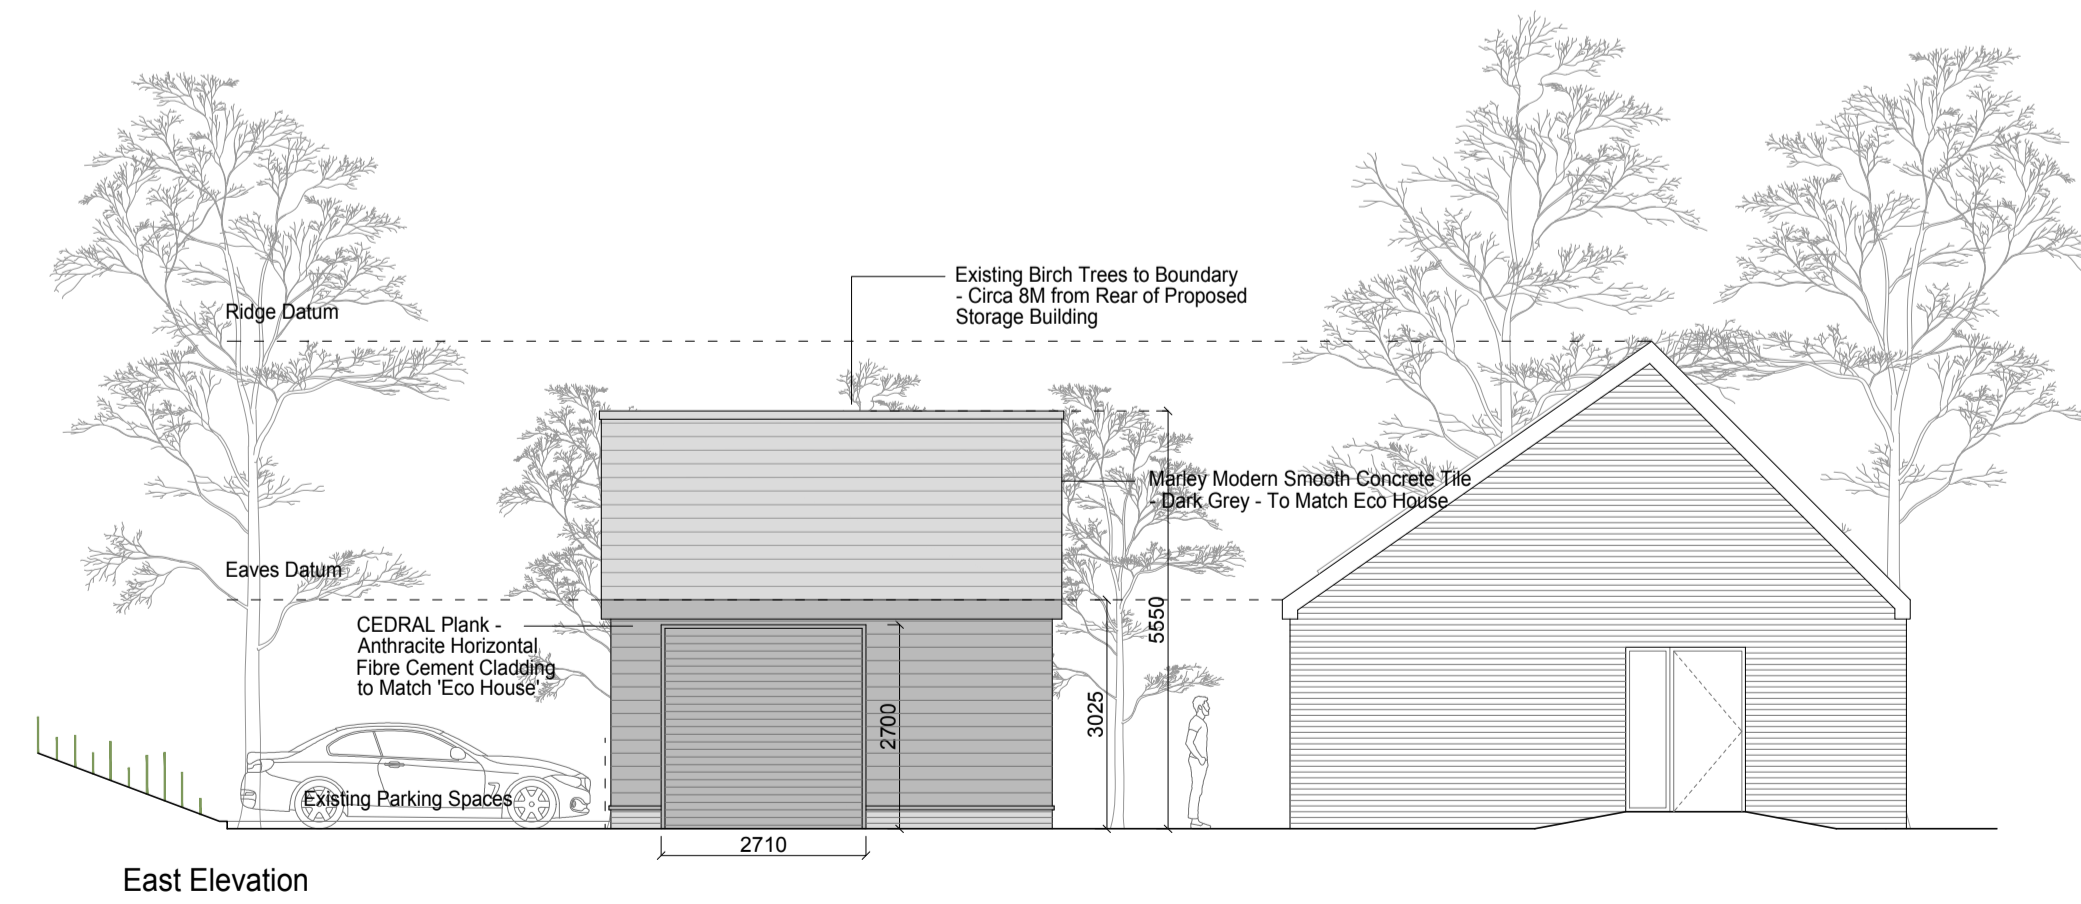 Existing Birch Trees to Boundary
- Circa 8M from Rear of Proposed
Storage Building
Ridge Datum
Marley Modern Smooth Concrete Tile
- Dark Grey - To Match Eco House
Eaves Datum
CEDRAL Plank -
Anthracite Horizontal
Fibre Cement Cladding
to Match 'Eco House'
5550
3025
2700
Existing Parking Spaces
2710
East Elevation